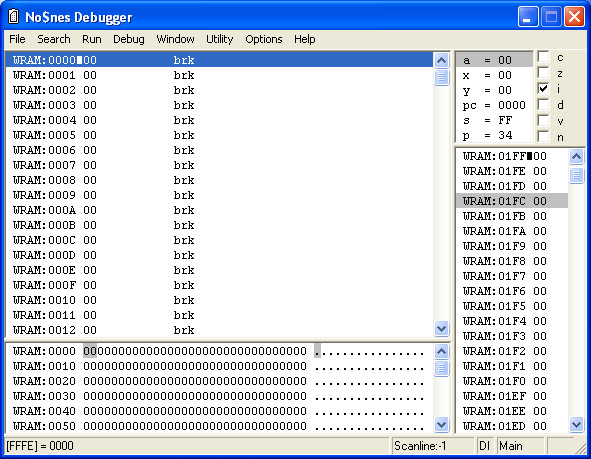 No$nes Debugger
File Search Run Debug Window Utility Options Help
WRAM:0000 00 brk
WRAM:0001 00 brk
WRAM:0002 00 brk
WRAM:0003 00 brk
WRAM:0004 00 brk
WRAM:0005 00 brk
WRAM:0006 00 brk
WRAM:0007 00 brk
WRAM:0008 00 brk
WRAM:0009 00 brk
WRAM:000A 00 brk
WRAM:000B 00 brk
WRAM:000C 00 brk
WRAM:000D 00 brk
WRAM:000E 00 brk
WRAM:000F 00 brk
WRAM:0010 00 brk
WRAM:0011 00 brk
WRAM:0012 00 brk
a = 00 c
x = 00 z
y = 00 i
pc = 0000 d
s = FF v
p = 34 n
WRAM:01FF 00
WRAM:01FE 00
WRAM:01FD 00
WRAM:01FC 00
WRAM:01FB 00
WRAM:01FA 00
WRAM:01F9 00
WRAM:01F8 00
WRAM:01F7 00
WRAM:01F6 00
WRAM:01F5 00
WRAM:01F4 00
WRAM:01F3 00
WRAM:01F2 00
WRAM:01F1 00
WRAM:01F0 00
WRAM:01EF 00
WRAM:01EE 00
WRAM:01ED 00
WRAM:0000 00000000000000000000000000000000 ................
WRAM:0010 00000000000000000000000000000000 ................
WRAM:0020 00000000000000000000000000000000 ................
WRAM:0030 00000000000000000000000000000000 ................
WRAM:0040 00000000000000000000000000000000 ................
WRAM:0050 00000000000000000000000000000000 ................
[FFFE] = 0000 Scanline:-1 DI Main